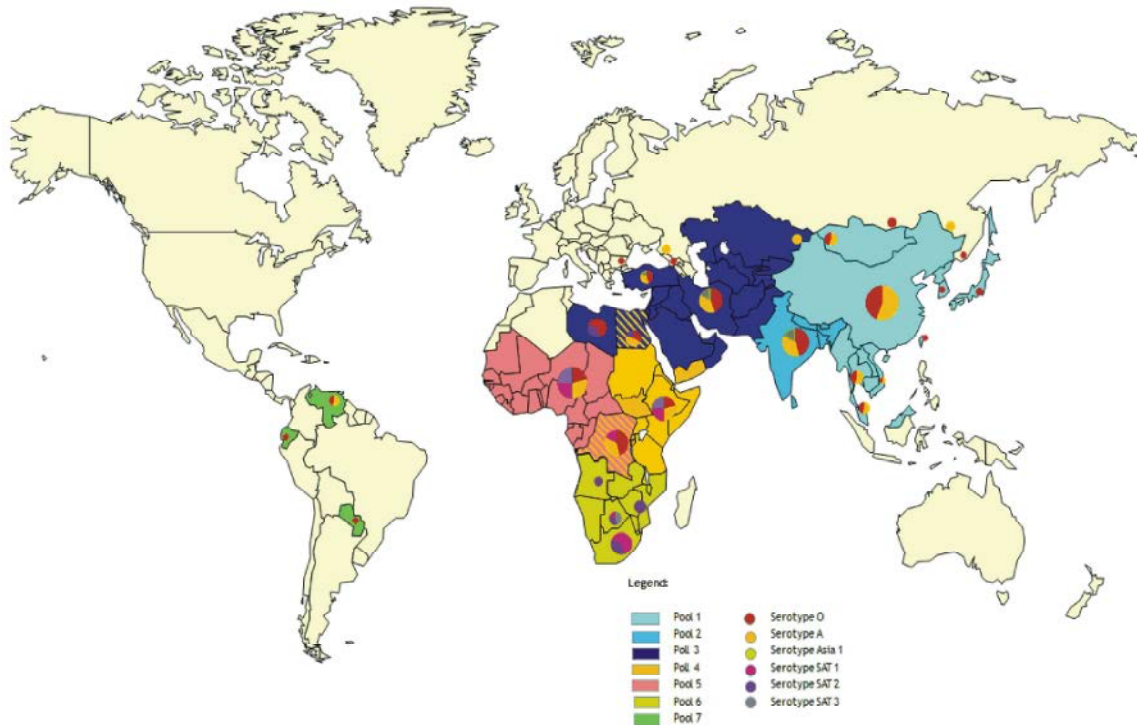 Legend:
Pool 1
Pool 2
Poll 3
Poll 4
Pool 5
Pool 6
Pool 7
Serotype O
Serotype A
Serotype Asia 1
Serotype SAT 1
Serotype SAT 2
Serotype SAT 3